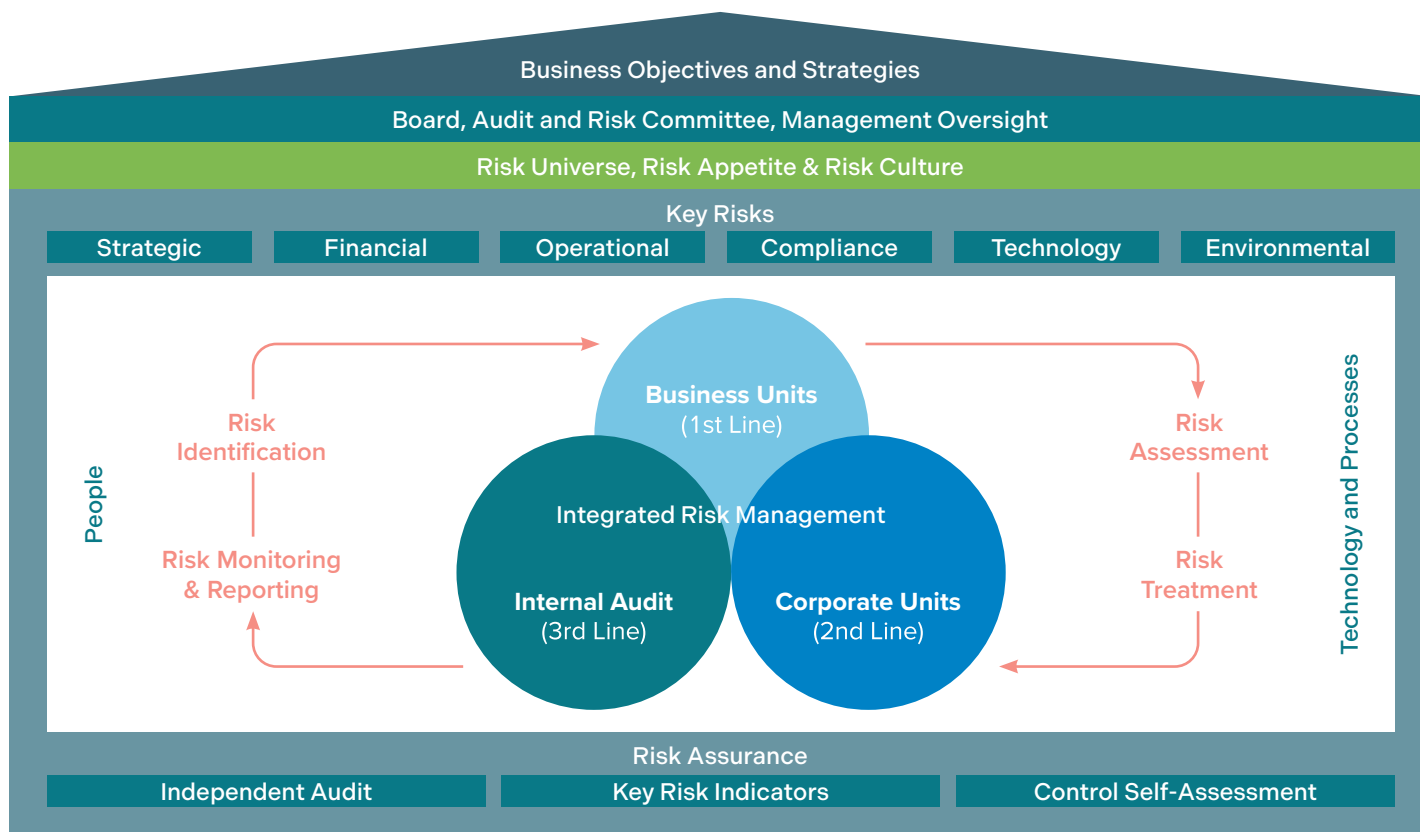 Business Objectives and Strategies
Board, Audit and Risk Committee, Management Oversight
Risk Universe, Risk Appetite & Risk Culture
Key Risks
Strategic
Financial
Operational
Compliance
Technology
Environmental
People
Risk
Identification
Risk Monitoring
& Reporting
Business Units
(1st Line)
Integrated Risk Management
Internal Audit
(3rd Line)
Corporate Units
(2nd Line)
Risk
Assessment
Risk
Treatment
Technology and Processes
Risk Assurance
Independent Audit
Key Risk Indicators
Control Self-Assessment